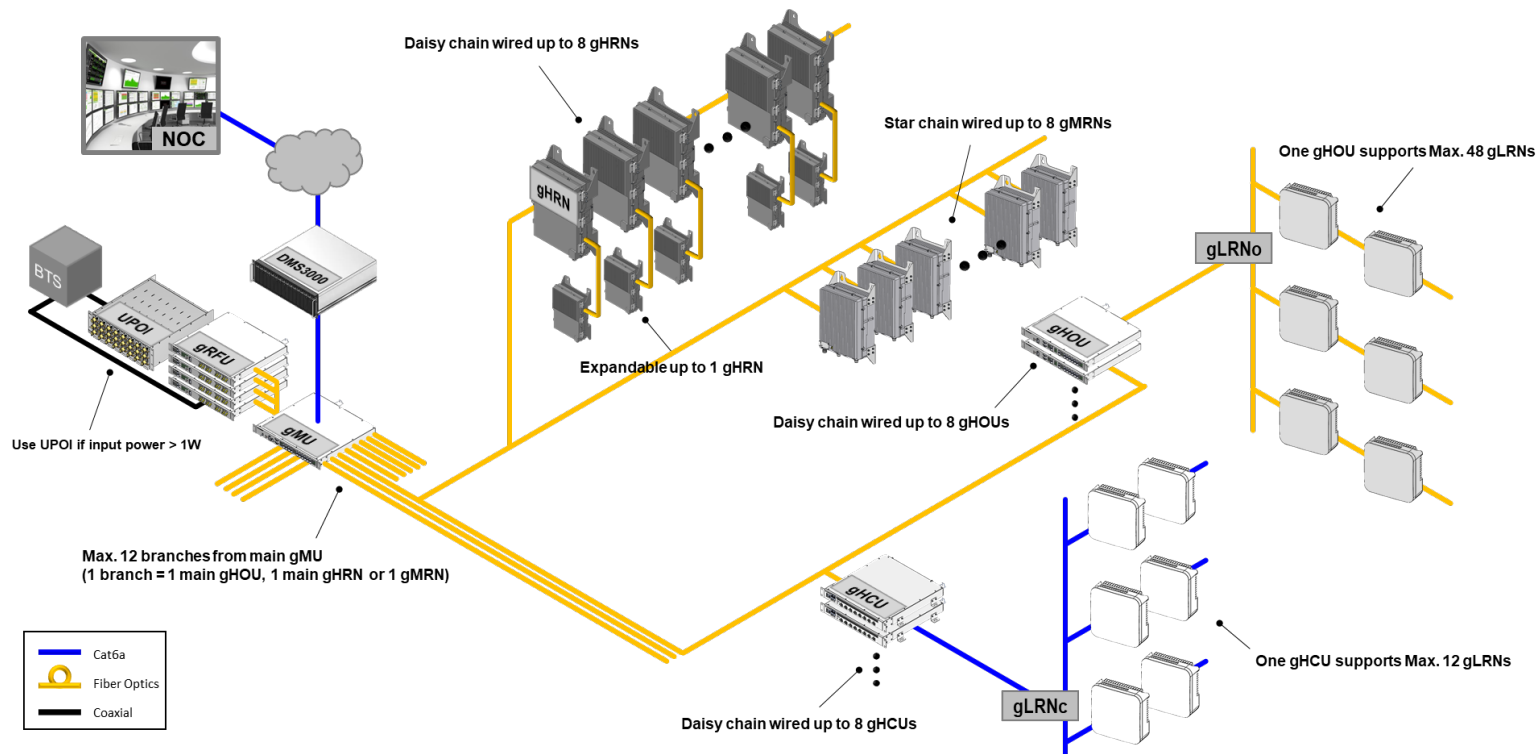 Daisy chain wired up to 8 gHRNs
NOC
Star chain wired up to 8 gMRNs
One gHOU supports Max. 48 gLRNs
gHRN
BTS
DMS3000
gLRNo
UPOI
gRFU
gHOU
Expandable up to 1 gHRN
Daisy chain wired up to 8 gHOUs
Use UPOI if input power > 1W
gMU
Max. 12 branches from main gMU
(1 branch = 1 main gHOU, 1 main gHRN or 1 gMRN)
gHCU
Cat6a
Fiber Optics
Coaxial
One gHCU supports Max. 12 gLRNs
gLRNc
Daisy chain wired up to 8 gHCUs